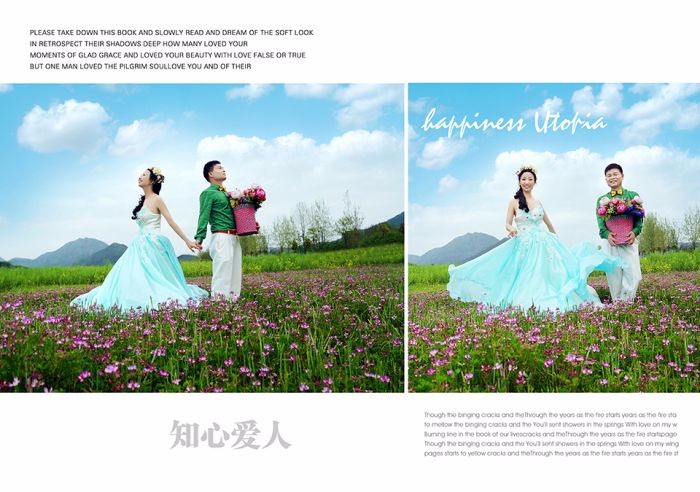 PLEASE TAKE DOWN THIS BOOK AND SLOWLY READ AND DREAM OF THE SOFT LOOK
IN RETROSPECT THEIR SHADOWS DEEP HOW MANY LOVED YOUR
MOMENTS OF GLAD GRACE AND LOVED YOUR BEAUTY WITH LOVE FALSE OR TRUE
BUT ONE MAN LOVED THE PILGRIM SOULLOVE YOU AND OF THEIR
happiness Utopia
知心爱人
Though the binging cracks and theThrough the years as the fire starts years as the fire sta
to mellow the binging cracks and the You'll sent showers in the springs With love on my w
Burning line in the book of our livescracks and theThrough the years as the fire startspage
Though the binging cracks and the You'll sent showers in the springs With love on my wing
pages starts to yellow cracks and theThrough the years as the fire starts years as the fire st